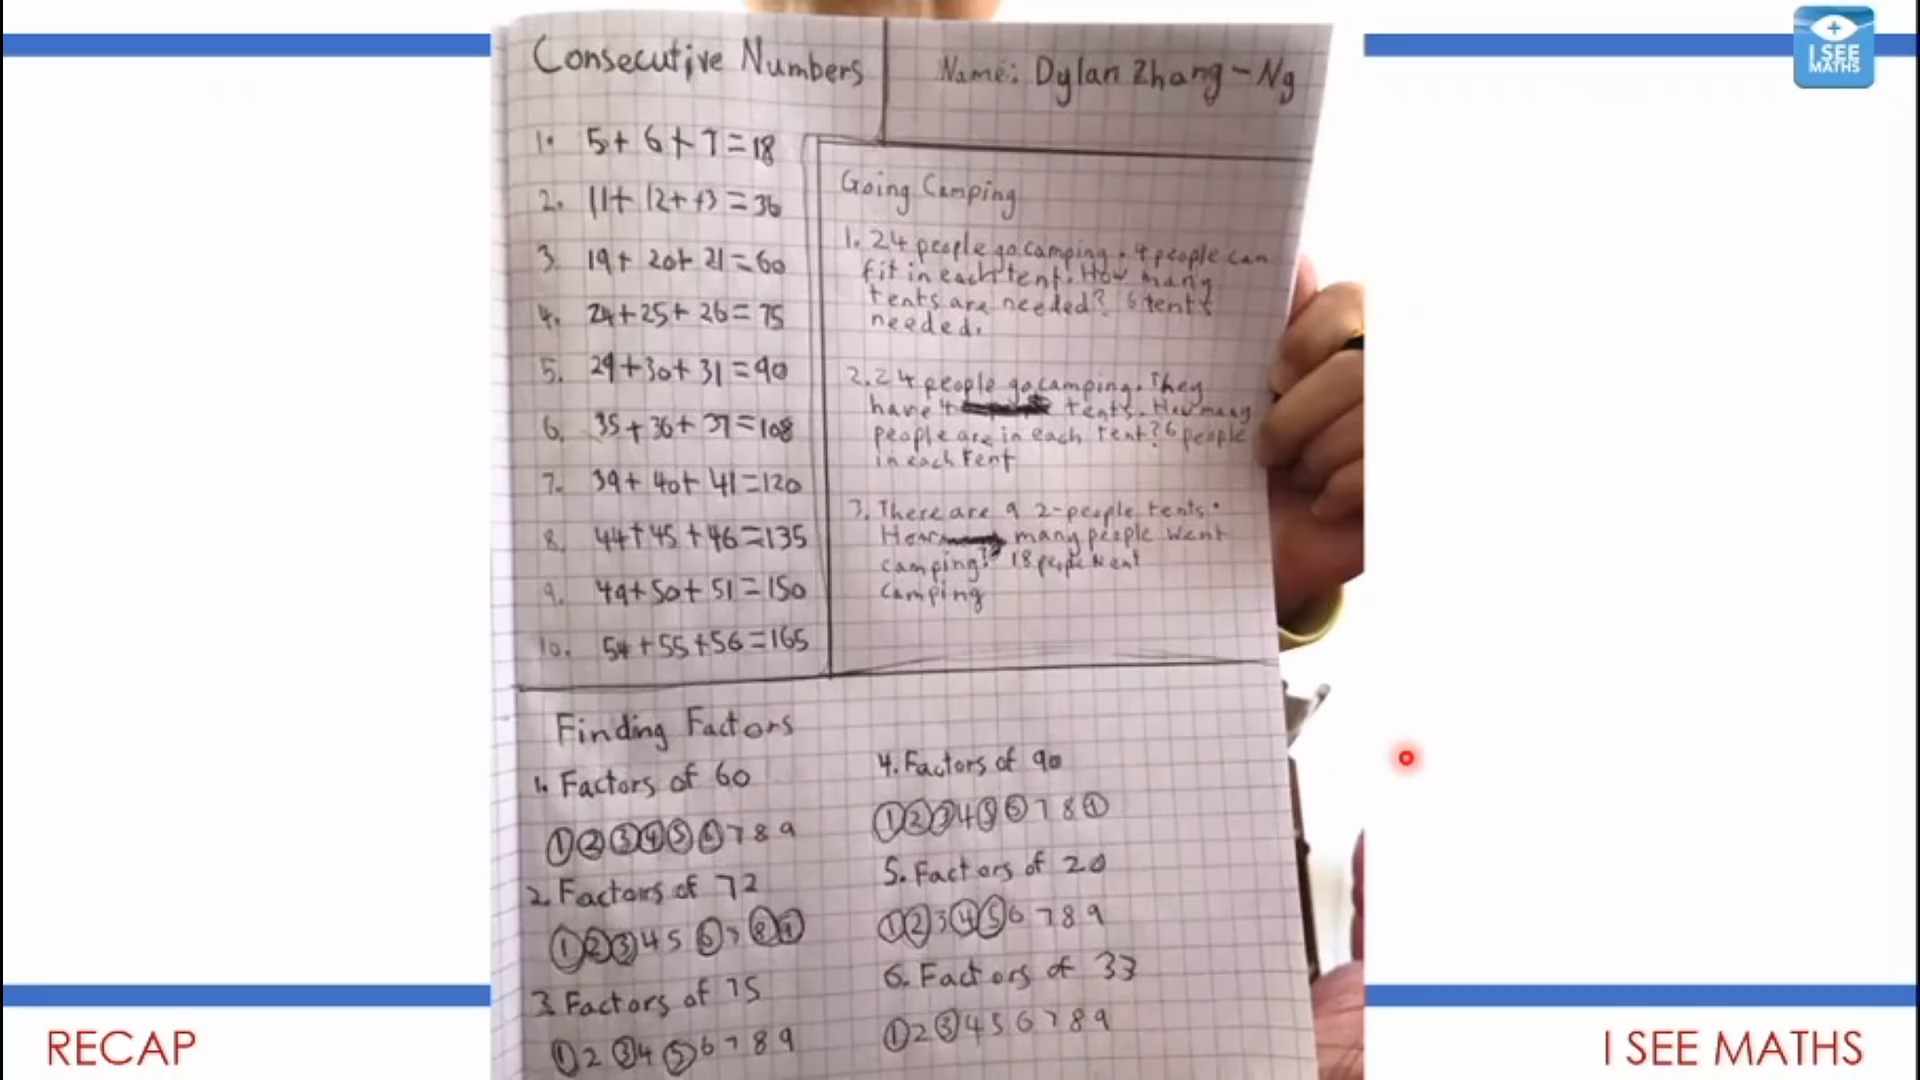 Consecutive Numbers
Name: Dylan Zhang-Ng
1. 5+ 6+7=18
2. 11+ 12+ 13 =36
3. 19+ 20+ 21=60
4. 24+25+ 26= 75
5. 29+30+ 31=90
6. 35+36+ 37=108
7. 39+ 40+ 41=120
8. 44+45 +46=135
9. 49+50+ 51=150
10. 54+55+56=165
Going Camping
1. 24 people go camping. 4 people can
fit in each tent. How many
tents are needed? 6 tents
needed.
2. 24 people go camping. They
have 4 tents. How many
people are in each tent? 6 people
in each tent
3. There are 9 2-people tents.
How many people went
camping? 18 people went
camping
Finding Factors
1. Factors of 60
1 2 3 4 5 6 7 8 9
2. Factors of 72
1 2 3 4 5 6 7 8 9
3. Factors of 75
1 2 3 4 5 6 7 8 9
4. Factors of 90
1 2 3 4 5 6 7 8 9
5. Factors of 20
1 2 3 4 5 6 7 8 9
6. Factors of 33
1 2 3 4 5 6 7 8 9
I SEE
MATHS
RECAP
I SEE MATHS